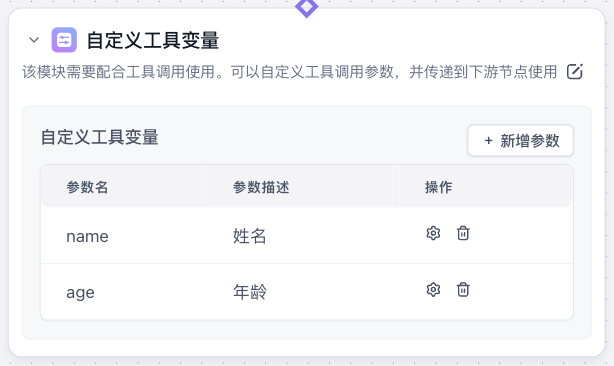 自定义工具变量
该模块需要配合工具调用使用。可以自定义工具调用参数，并传递到下游节点使用
自定义工具变量
+ 新增参数
参数名 参数描述 操作
name 姓名
age 年龄